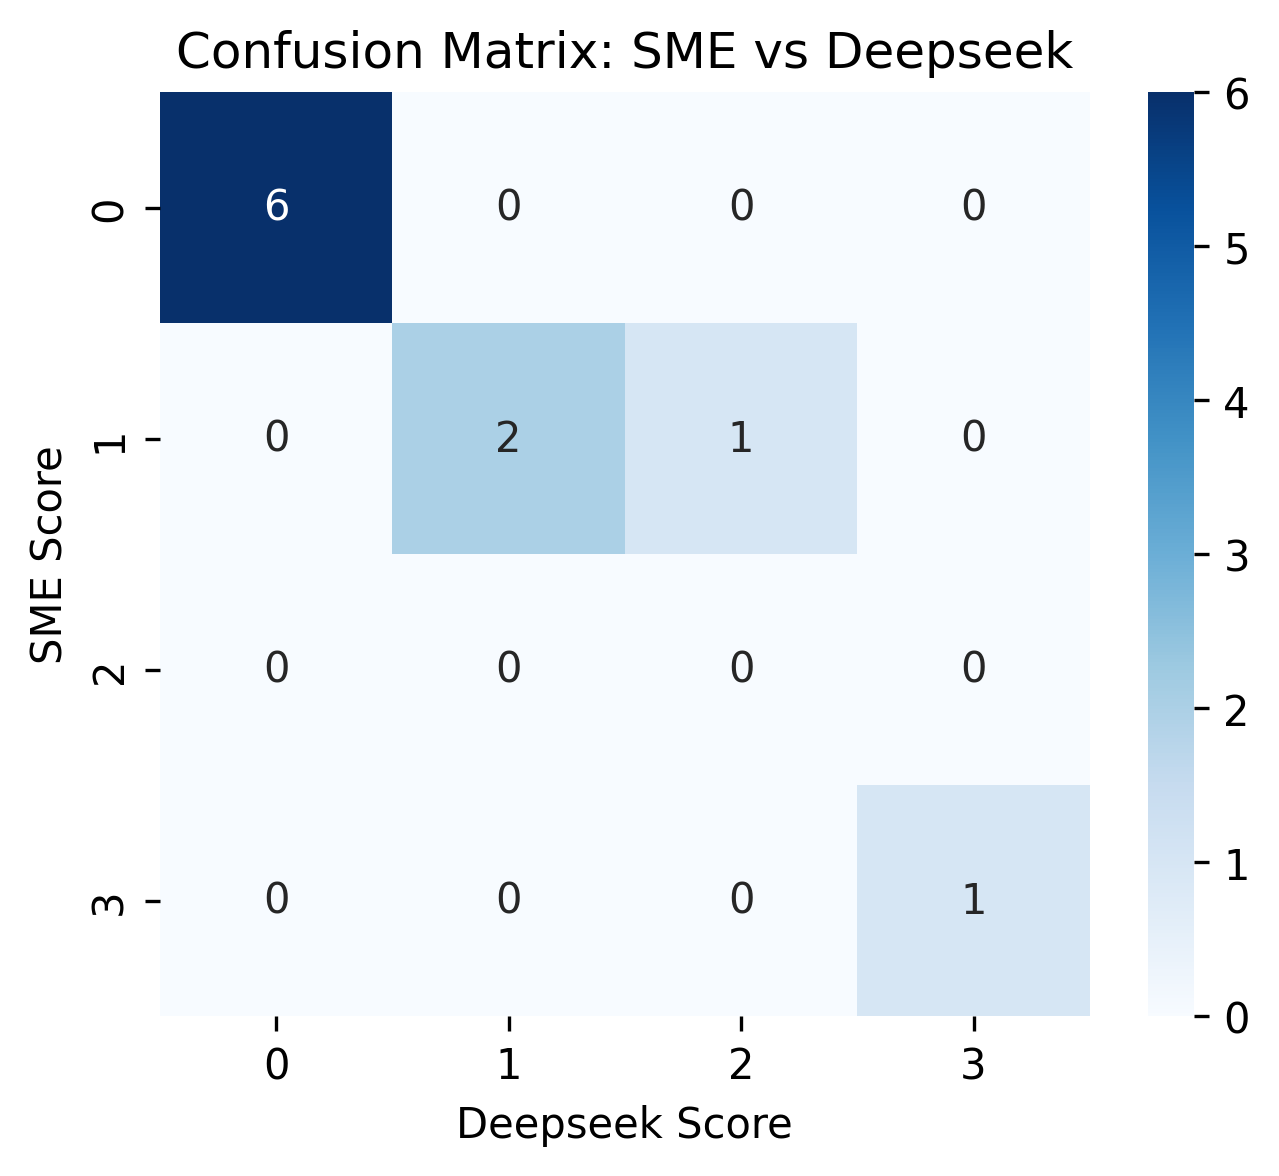 Confusion Matrix: SME vs Deepseek
6
0 6 0 0 0
5
4
1 0 2 1 0
SME Score
3
2 0 0 0 0
2
1
3 0 0 0 1
0
0 1 2 3
Deepseek Score